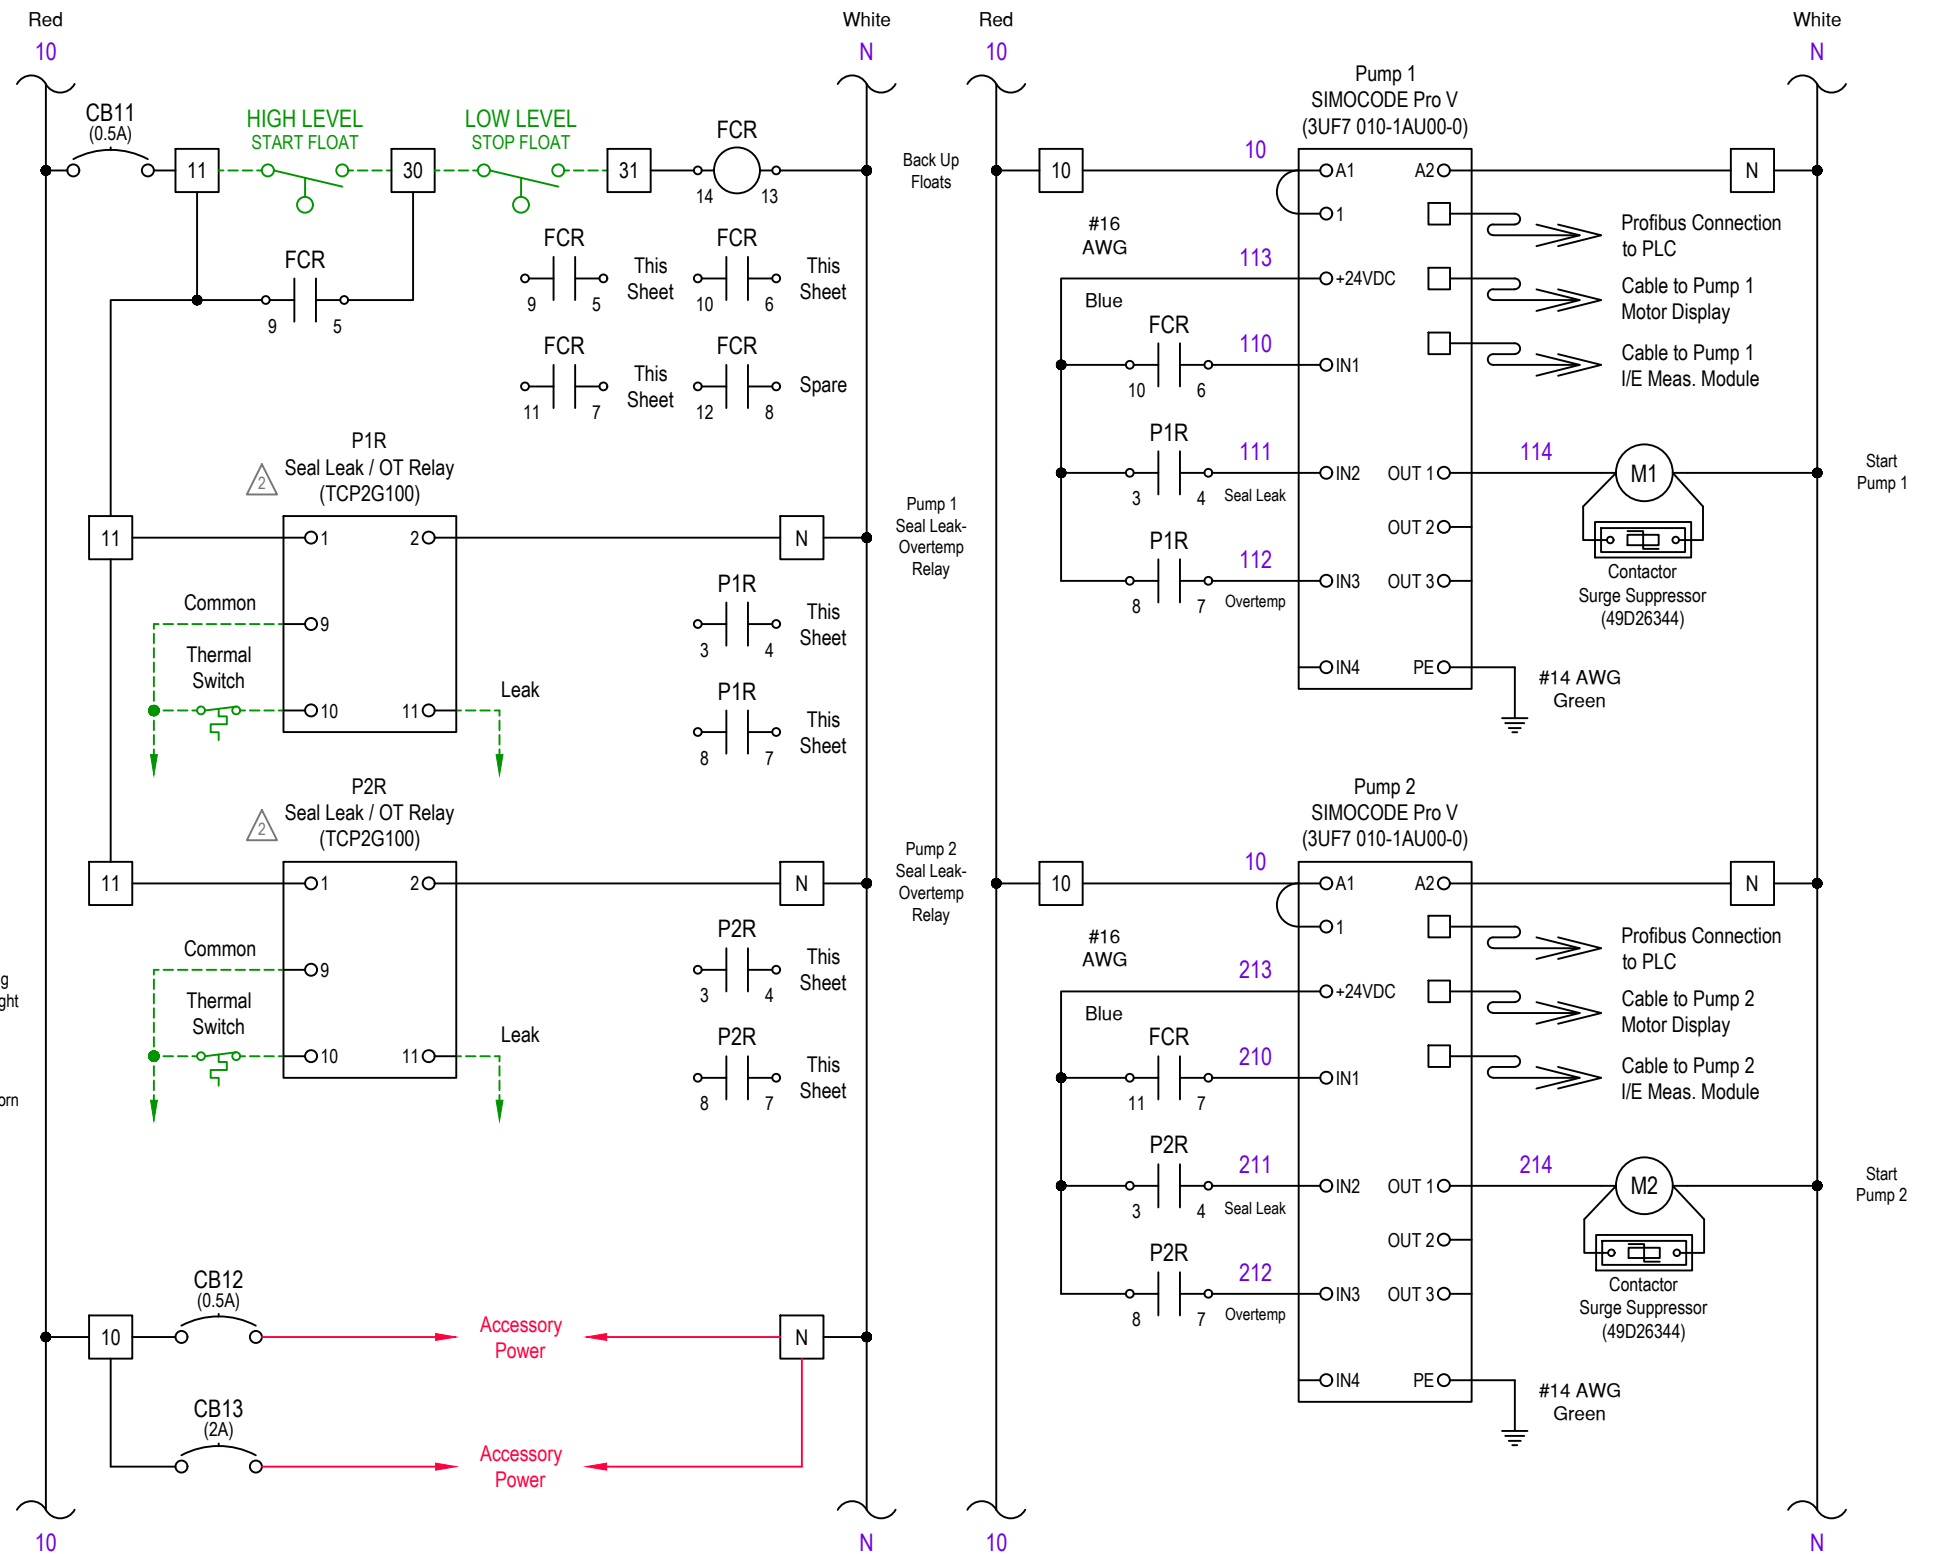 Red
10
White
N
CB11
(0.5A)
11
HIGH LEVEL
START FLOAT
30
LOW LEVEL
STOP FLOAT
31
FCR
14
13
Back Up
Floats
FCR
9
5
FCR
9
5
This
Sheet
FCR
10
6
This
Sheet
FCR
11
7
This
Sheet
FCR
12
8
Spare
P1R
Seal Leak / OT Relay
(TCP2G100)
2
11
1
2
N
Pump 1
Seal Leak-
Overtemp
Relay
Common
9
Thermal
Switch
10
11
Leak
P1R
3
4
This
Sheet
P1R
8
7
This
Sheet
P2R
Seal Leak / OT Relay
(TCP2G100)
2
11
1
2
N
Pump 2
Seal Leak-
Overtemp
Relay
Common
9
Thermal
Switch
10
11
Leak
P2R
3
4
This
Sheet
P2R
8
7
This
Sheet
g
ght
orn
10
CB12
(0.5A)
Accessory
Power
N
CB13
(2A)
Accessory
Power
10
N
Red
10
White
N
Pump 1
SIMOCODE Pro V
(3UF7 010-1AU00-0)
10
10
A1
A2
N
1
#16
AWG
Profibus Connection
to PLC
113
+24VDC
Cable to Pump 1
Motor Display
Blue
FCR
10
6
110
IN1
Cable to Pump 1
I/E Meas. Module
P1R
3
4
111
Seal Leak
IN2
OUT 1
114
M1
Start
Pump 1
OUT 2
P1R
8
7
112
Overtemp
IN3
OUT 3
Contactor
Surge Suppressor
(49D26344)
IN4
PE
#14 AWG
Green
Pump 2
SIMOCODE Pro V
(3UF7 010-1AU00-0)
10
10
A1
A2
N
1
#16
AWG
Profibus Connection
to PLC
213
+24VDC
Cable to Pump 2
Motor Display
Blue
FCR
11
7
210
IN1
Cable to Pump 2
I/E Meas. Module
P2R
3
4
211
Seal Leak
IN2
OUT 1
214
M2
Start
Pump 2
OUT 2
P2R
8
7
212
Overtemp
IN3
OUT 3
Contactor
Surge Suppressor
(49D26344)
IN4
PE
#14 AWG
Green
10
N